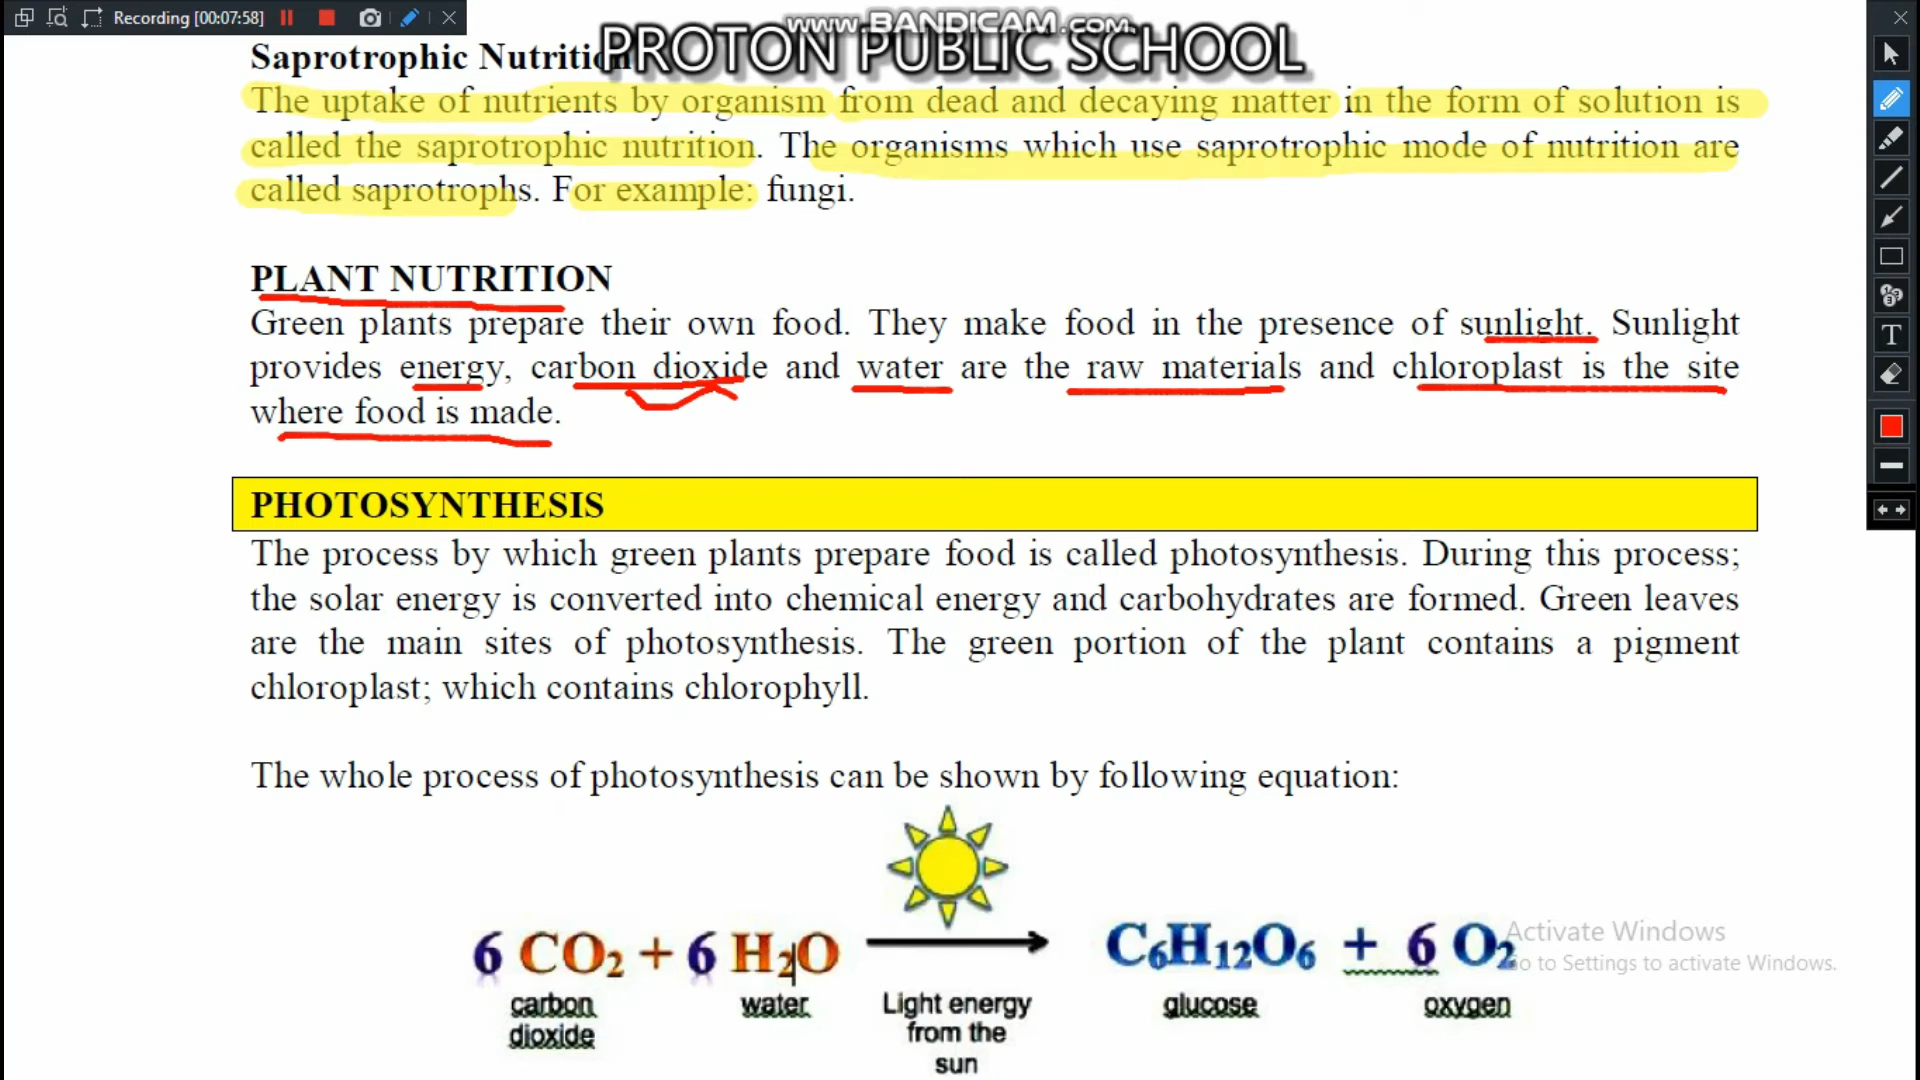 Recording [00:07:58]
www.BANDICAM.com
PROTON PUBLIC SCHOOL
Saprotrophic Nutrition
The uptake of nutrients by organism from dead and decaying matter in the form of solution is
called the saprotrophic nutrition. The organisms which use saprotrophic mode of nutrition are
called saprotrophs. For example: fungi.
PLANT NUTRITION
Green plants prepare their own food. They make food in the presence of sunlight. Sunlight
provides energy, carbon dioxide and water are the raw materials and chloroplast is the site
where food is made.
PHOTOSYNTHESIS
The process by which green plants prepare food is called photosynthesis. During this process;
the solar energy is converted into chemical energy and carbohydrates are formed. Green leaves
are the main sites of photosynthesis. The green portion of the plant contains a pigment
chloroplast; which contains chlorophyll.
The whole process of photosynthesis can be shown by following equation:
6 CO₂ + 6 H₂O C₆H₁₂O₆ + 6 O₂
carbon dioxide water Light energy from the sun glucose oxygen
Activate Windows
Go to Settings to activate Windows.